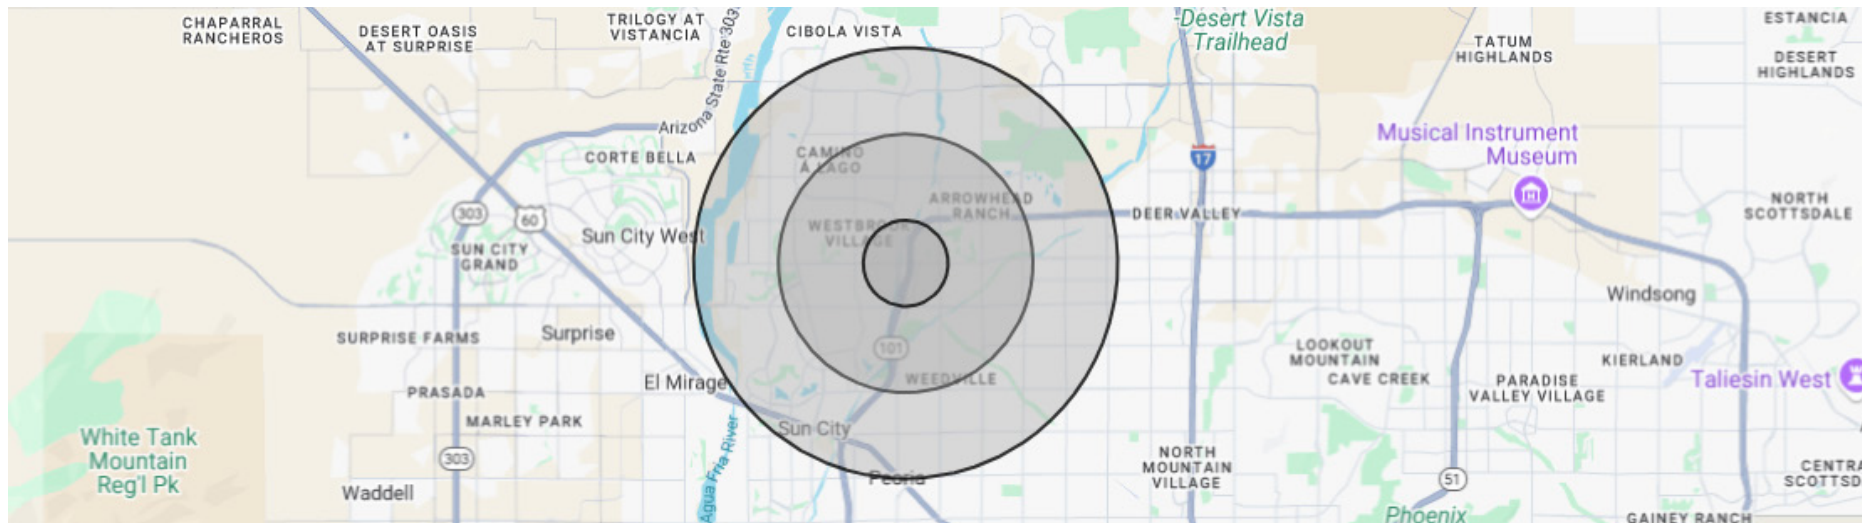 CHAPARRAL
RANCHEROS
DESERT OASIS
AT SURPRISE
TRILOGY AT
VISTANCIA
Arizona State Rte 303
CIBOLA VISTA
Desert Vista
Trailhead
TATUM
HIGHLANDS
ESTANCIA
DESERT
HIGHLANDS
CORTE BELLA
CAMINO
Á LAGO
17
Musical Instrument
Museum
303
60
SUN CITY
GRAND
Sun City West
WESTBROOK
VILLAGE
ARROWHEAD
RANCH
DEER VALLEY
NORTH
SCOTTSDALE
Windsong
SURPRISE FARMS
Surprise
101
LOOKOUT
MOUNTAIN
KIERLAND
PRASADA
El Mirage
WEEDVILLE
CAVE CREEK
PARADISE
VALLEY VILLAGE
Taliesin West
MARLEY PARK
Sun City
White Tank
Mountain
Reg'l Pk
303
Waddell
Agua Fria River
Peoria
NORTH
MOUNTAIN
VILLAGE
51
CENTRA
SCOTTSD
Phoenix
GAINEY RANCH